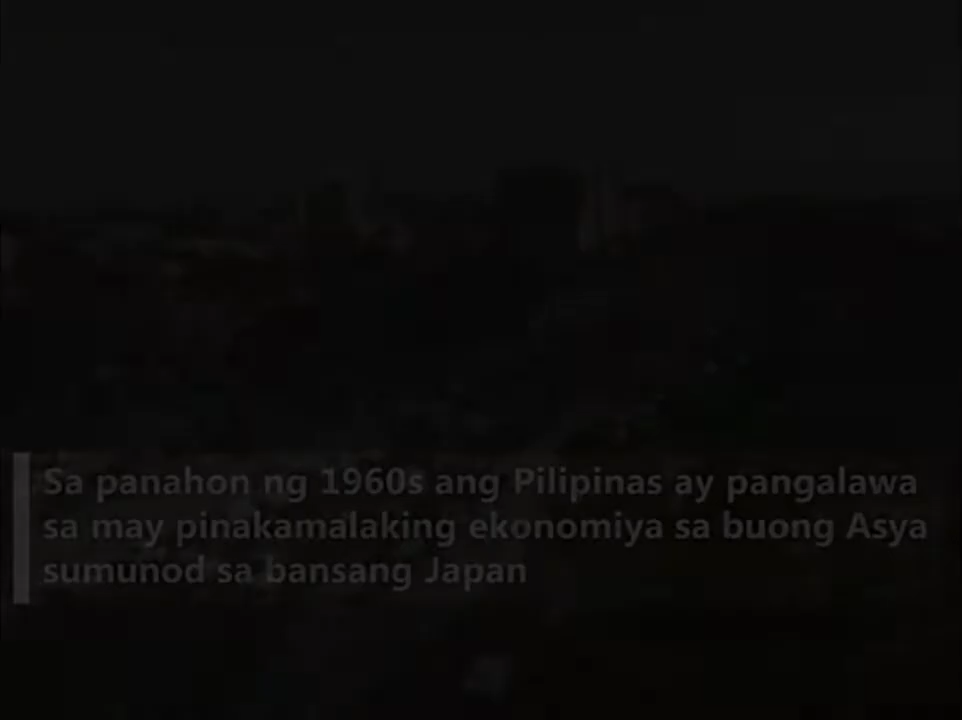 Sa panahon ng 1960s ang Pilipinas ay pangalawa
sa may pinakamalaking ekonomiya sa buong Asya
sumunod sa bansang Japan